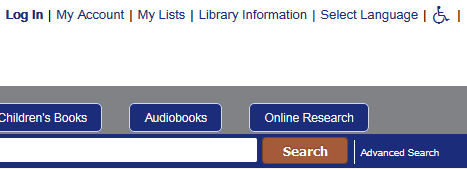 Log In | My Account | My Lists | Library Information | Select Language | |
Children's Books Audiobooks Online Research
Search Advanced Search